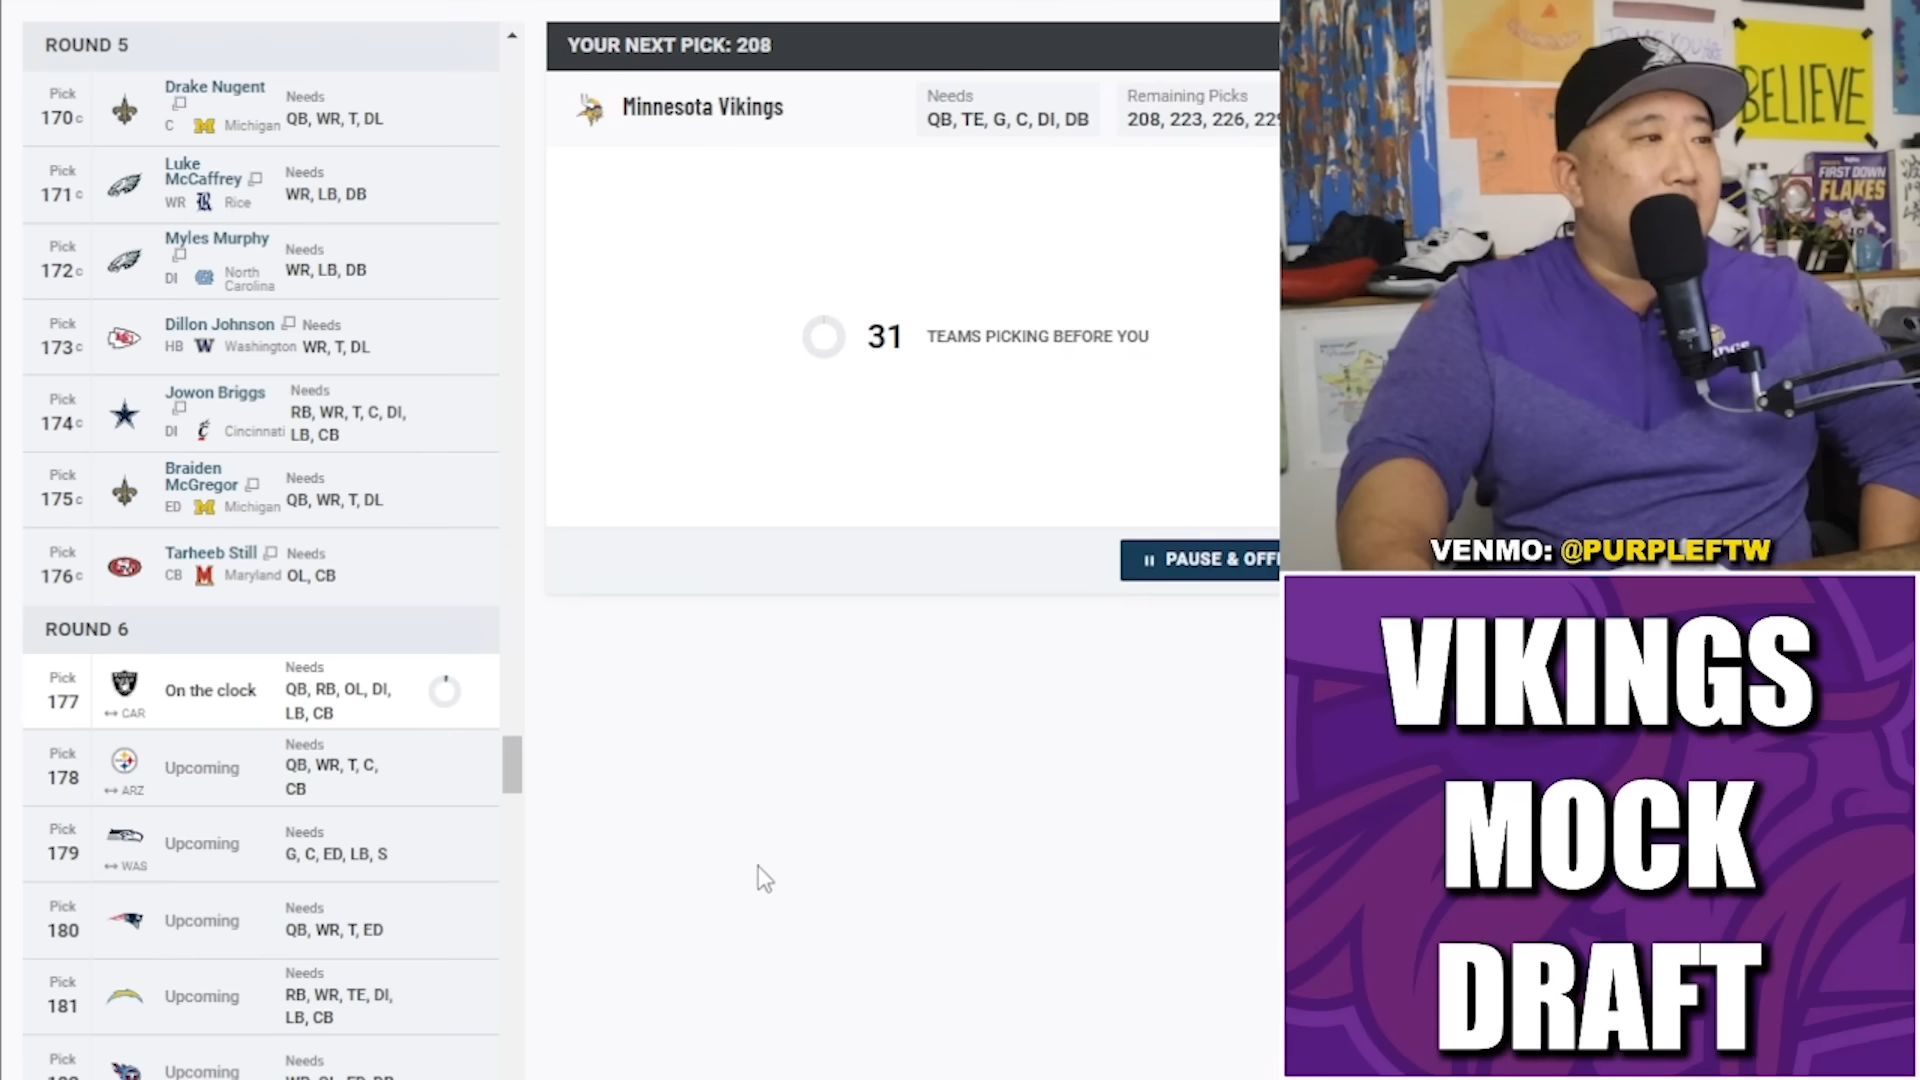 ROUND 5
Pick
170 c
Drake Nugent
C Michigan
Needs
QB, WR, T, DL
Pick
171 c
Luke
McCaffrey
WR Rice
Needs
WR, LB, DB
Pick
172 c
Myles Murphy
DI North
Carolina
Needs
WR, LB, DB
Pick
173 c
Dillon Johnson
HB Washington
Needs
WR, T, DL
Pick
174 c
Jowon Briggs
DI Cincinnati
Needs
RB, WR, T, C, DI,
LB, CB
Pick
175 c
Braiden
McGregor
ED Michigan
Needs
QB, WR, T, DL
Pick
176 c
Tarheeb Still
CB Maryland
Needs
OL, CB
ROUND 6
Pick
177
↔ CAR
On the clock
Needs
QB, RB, OL, DI,
LB, CB
Pick
178
↔ ARZ
Upcoming
Needs
QB, WR, T, C,
CB
Pick
179
↔ WAS
Upcoming
Needs
G, C, ED, LB, S
Pick
180
Upcoming
Needs
QB, WR, T, ED
Pick
181
Upcoming
Needs
RB, WR, TE, DI,
LB, CB
Pick
Upcoming
Needs
YOUR NEXT PICK: 208
Minnesota Vikings
Needs
QB, TE, G, C, DI, DB
Remaining Picks
208, 223, 226, 229
31 TEAMS PICKING BEFORE YOU
PAUSE & OFF
BELIEVE
FIRST DOWN
FLAKES
VENMO: @PURPLEFTW
VIKINGS
MOCK
DRAFT